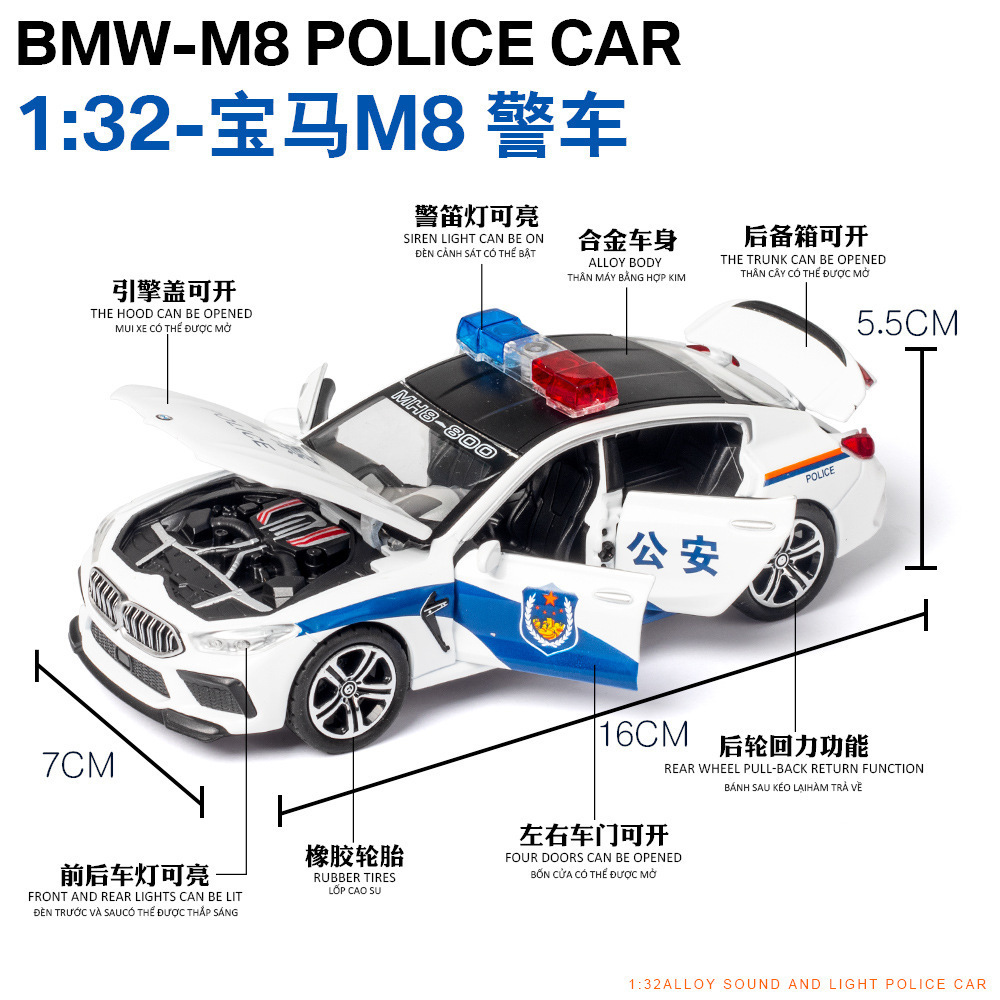 BMW-M8 POLICE CAR
1:32-宝马M8 警车
警笛灯可亮
SIREN LIGHT CAN BE ON
ĐÈN CẢNH SÁT CÓ THỂ BẬT
合金车身
ALLOY BODY
THÂN MÁY BẰNG HỢP KIM
后备箱可开
THE TRUNK CAN BE OPENED
THÂN CÂY CÓ THỂ ĐƯỢC MỞ
引擎盖可开
THE HOOD CAN BE OPENED
MUI XE CÓ THỂ ĐƯỢC MỞ
5.5CM
MH8-800
POLICE
POLICE
公安
7CM
16CM
后轮回力功能
REAR WHEEL PULL-BACK RETURN FUNCTION
BÁNH SAU KÉO LẠIHÀM TRẢ VỀ
左右车门可开
FOUR DOORS CAN BE OPENED
BỐN CỬA CÓ THỂ ĐƯỢC MỞ
橡胶轮胎
RUBBER TIRES
LỐP CAO SU
前后车灯可亮
FRONT AND REAR LIGHTS CAN BE LIT
ĐÈN TRƯỚC VÀ SAUCÓ THỂ ĐƯỢC THẮP SÁNG
1:32ALLOY SOUND AND LIGHT POLICE CAR